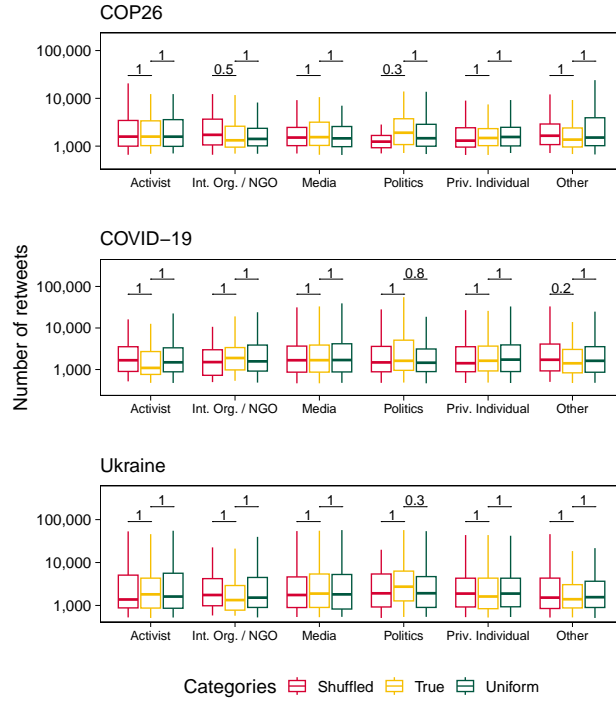 COP26
100,000
10,000
1,000
1 1 1 1 1 1
1 0.5 1 0.3 1 1
Activist Int. Org. / NGO Media Politics Priv. Individual Other
COVID−19
Number of retweets
100,000
10,000
1,000
1 1 1 0.8 1 1
1 1 1 1 1 0.2
Activist Int. Org. / NGO Media Politics Priv. Individual Other
Ukraine
100,000
10,000
1,000
1 1 1 0.3 1 1
1 1 1 1 1 1
Activist Int. Org. / NGO Media Politics Priv. Individual Other
Categories Shuffled True Uniform